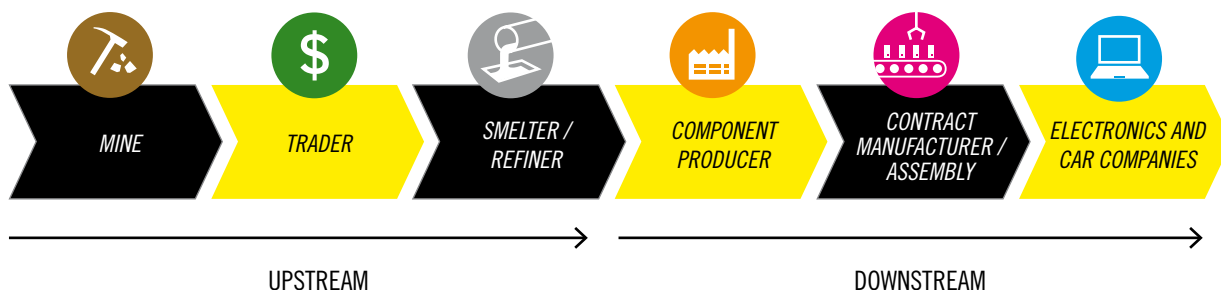 MINE
TRADER
SMELTER /
REFINER
COMPONENT
PRODUCER
CONTRACT
MANUFACTURER /
ASSEMBLY
ELECTRONICS AND
CAR COMPANIES
UPSTREAM
DOWNSTREAM